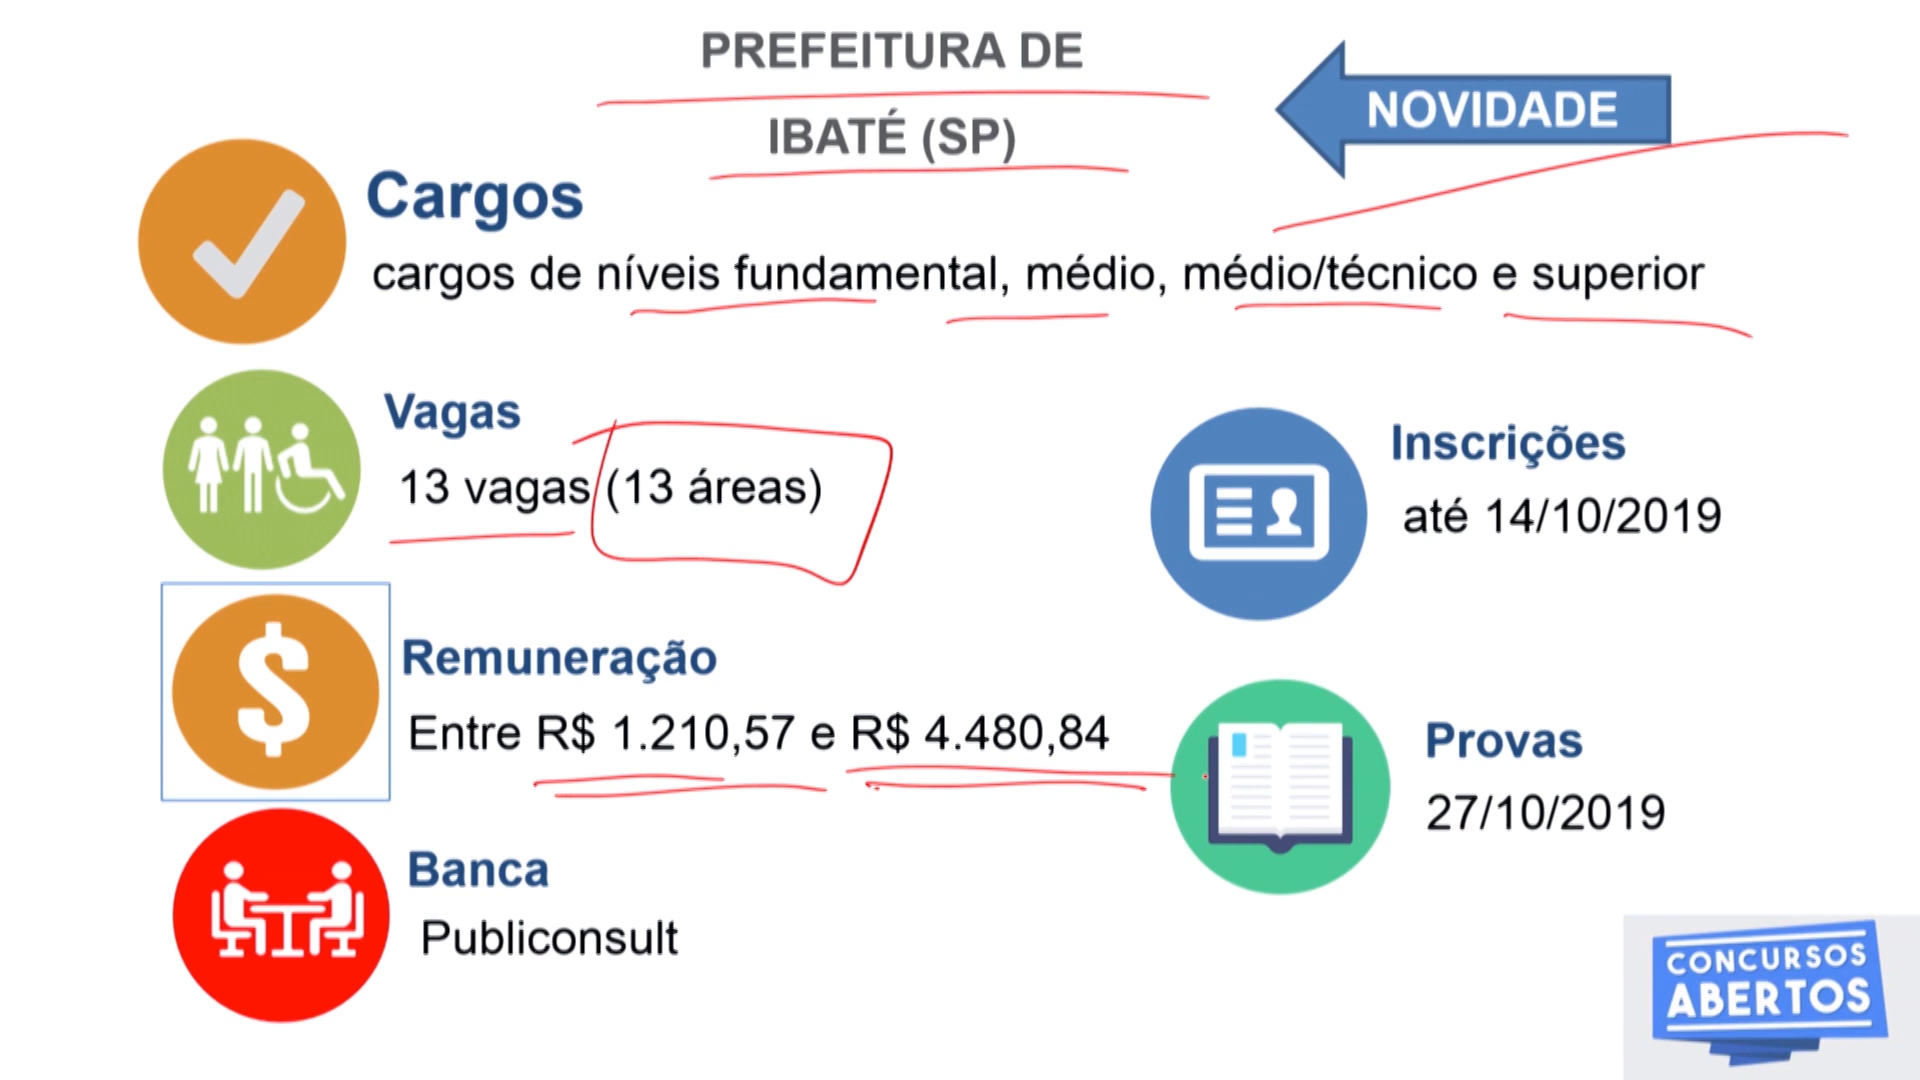 PREFEITURA DE
IBATÉ (SP)
NOVIDADE
Cargos
cargos de níveis fundamental, médio, médio/técnico e superior
Vagas
13 vagas (13 áreas)
Inscrições
até 14/10/2019
Remuneração
Entre R$ 1.210,57 e R$ 4.480,84
Provas
27/10/2019
Banca
Publiconsult
CONCURSOS
ABERTOS